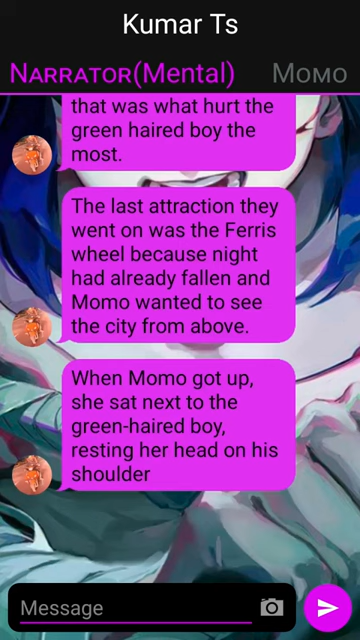 Kumar Ts
Narrator(Mental) Momo
that was what hurt the
green haired boy the
most.
The last attraction they
went on was the Ferris
wheel because night
had already fallen and
Momo wanted to see
the city from above.
When Momo got up,
she sat next to the
green-haired boy,
resting her head on his
shoulder
Message